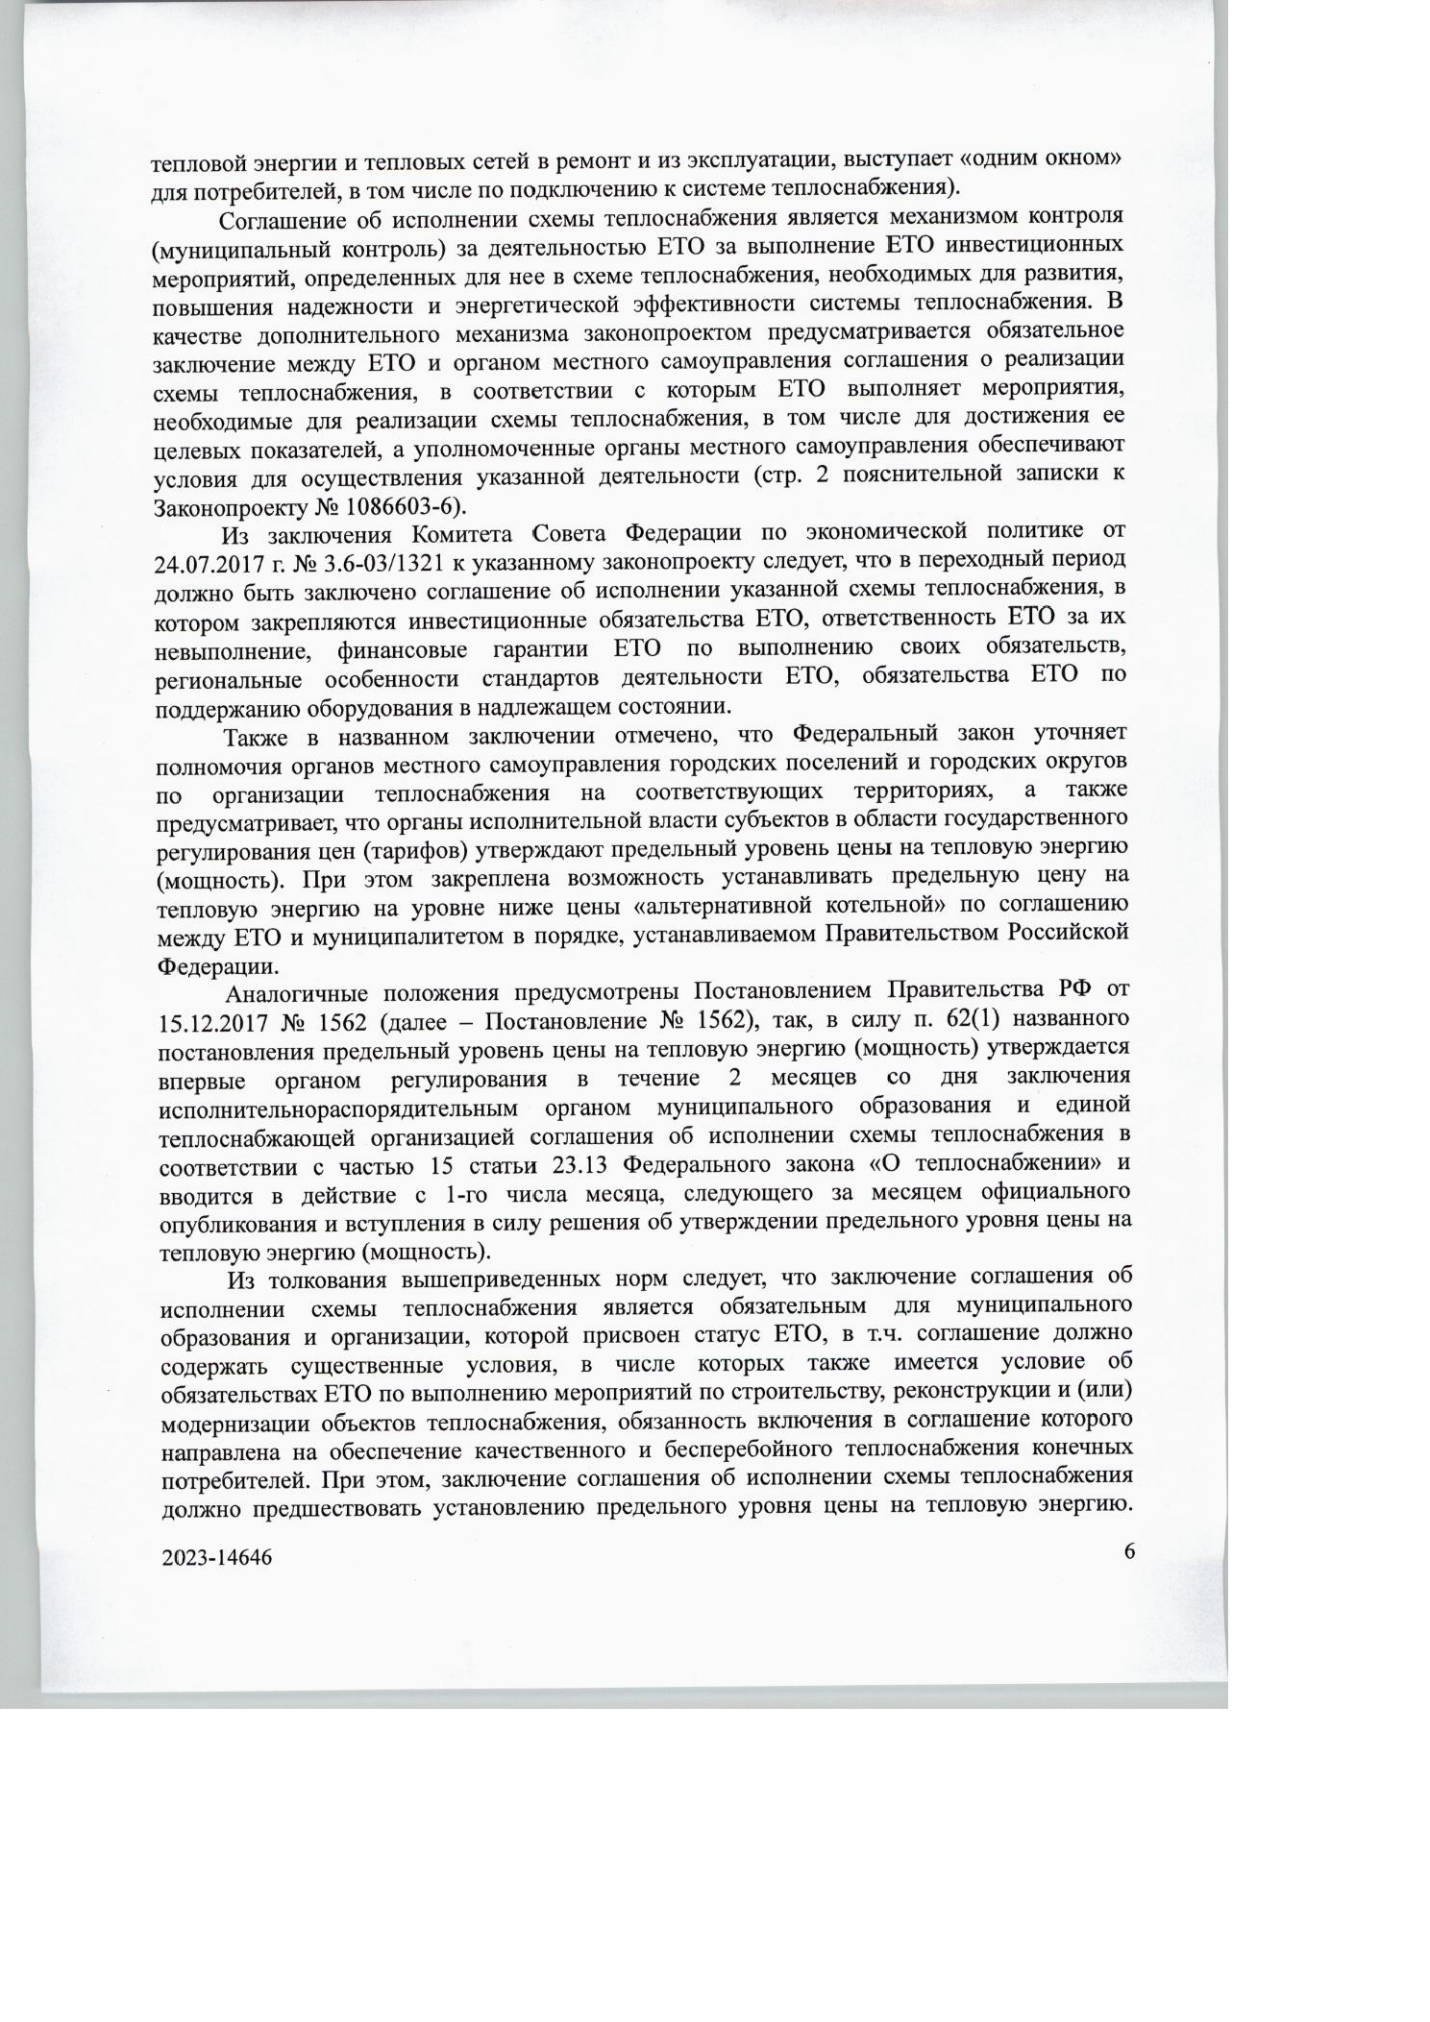 тепловой энергии и тепловых сетей в ремонт и из эксплуатации, выступает «одним окном»
для потребителей, в том числе по подключению к системе теплоснабжения).
Соглашение об исполнении схемы теплоснабжения является механизмом контроля
(муниципальный контроль) за деятельностью ЕТО за выполнение ЕТО инвестиционных
мероприятий, определенных для нее в схеме теплоснабжения, необходимых для развития,
повышения надежности и энергетической эффективности системы теплоснабжения. В
качестве дополнительного механизма законопроектом предусматривается обязательное
заключение между ЕТО и органом местного самоуправления соглашения о реализации
схемы теплоснабжения, в соответствии с которым ЕТО выполняет мероприятия,
необходимые для реализации схемы теплоснабжения, в том числе для достижения ее
целевых показателей, а уполномоченные органы местного самоуправления обеспечивают
условия для осуществления указанной деятельности (стр. 2 пояснительной записки к
Законопроекту № 1086603-6).
Из заключения Комитета Совета Федерации по экономической политике от
24.07.2017 г. № 3.6-03/1321 к указанному законопроекту следует, что в переходный период
должно быть заключено соглашение об исполнении указанной схемы теплоснабжения, в
котором закрепляются инвестиционные обязательства ЕТО, ответственность ЕТО за их
невыполнение, финансовые гарантии ЕТО по выполнению своих обязательств,
региональные особенности стандартов деятельности ЕТО, обязательства ЕТО по
поддержанию оборудования в надлежащем состоянии.
Также в названном заключении отмечено, что Федеральный закон уточняет
полномочия органов местного самоуправления городских поселений и городских округов
по организации теплоснабжения на соответствующих территориях, а также
предусматривает, что органы исполнительной власти субъектов в области государственного
регулирования цен (тарифов) утверждают предельный уровень цены на тепловую энергию
(мощность). При этом закреплена возможность устанавливать предельную цену на
тепловую энергию на уровне ниже цены «альтернативной котельной» по соглашению
между ЕТО и муниципалитетом в порядке, устанавливаемом Правительством Российской
Федерации.
Аналогичные положения предусмотрены Постановлением Правительства РФ от
15.12.2017 № 1562 (далее – Постановление № 1562), так, в силу п. 62(1) названного
постановления предельный уровень цены на тепловую энергию (мощность) утверждается
впервые органом регулирования в течение 2 месяцев со дня заключения
исполнительнораспорядительным органом муниципального образования и единой
теплоснабжающей организацией соглашения об исполнении схемы теплоснабжения в
соответствии с частью 15 статьи 23.13 Федерального закона «О теплоснабжении» и
вводится в действие с 1-го числа месяца, следующего за месяцем официального
опубликования и вступления в силу решения об утверждении предельного уровня цены на
тепловую энергию (мощность).
Из толкования вышеприведенных норм следует, что заключение соглашения об
исполнении схемы теплоснабжения является обязательным для муниципального
образования и организации, которой присвоен статус ЕТО, в т.ч. соглашение должно
содержать существенные условия, в числе которых также имеется условие об
обязательствах ЕТО по выполнению мероприятий по строительству, реконструкции и (или)
модернизации объектов теплоснабжения, обязанность включения в соглашение которого
направлена на обеспечение качественного и бесперебойного теплоснабжения конечных
потребителей. При этом, заключение соглашения об исполнении схемы теплоснабжения
должно предшествовать установлению предельного уровня цены на тепловую энергию.
2023-14646
6